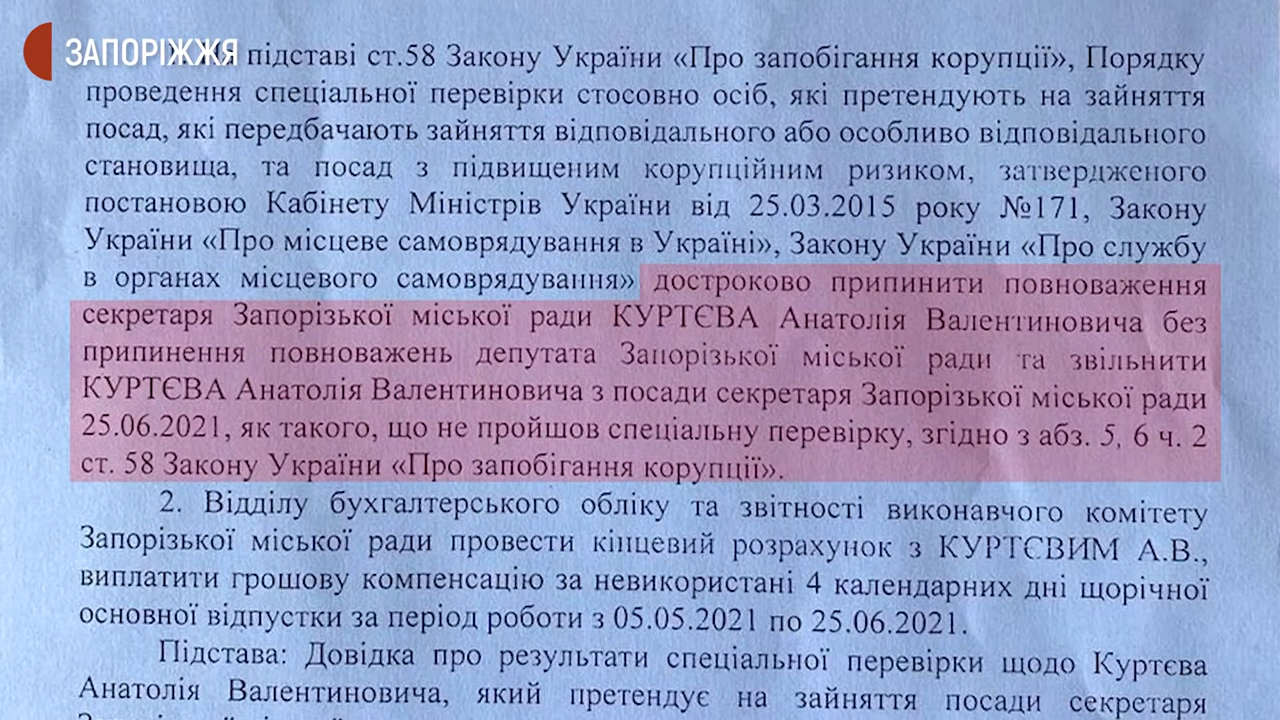 ЗАПОРІЖЖЯ
підставі ст.58 Закону України «Про запобігання корупції», Порядку
проведення спеціальної перевірки стосовно осіб, які претендують на зайняття
посад, які передбачають зайняття відповідального або особливо відповідального
становища, та посад з підвищеним корупційним ризиком, затвердженого
постановою Кабінету Міністрів України від 25.03.2015 року №171, Закону
України «Про місцеве самоврядування в Україні», Закону України «Про службу
в органах місцевого самоврядування» достроково припинити повноваження
секретаря Запорізької міської ради КУРТЄВА Анатолія Валентиновича без
припинення повноважень депутата Запорізької міської ради та звільнити
КУРТЄВА Анатолія Валентиновича з посади секретаря Запорізької міської ради
25.06.2021, як такого, що не пройшов спеціальну перевірку, згідно з абз. 5, 6 ч. 2
ст. 58 Закону України «Про запобігання корупції».
2. Відділу бухгалтерського обліку та звітності виконавчого комітету
Запорізької міської ради провести кінцевий розрахунок з КУРТЄВИМ А.В.,
виплатити грошову компенсацію за невикористані 4 календарних дні щорічної
основної відпустки за період роботи з 05.05.2021 по 25.06.2021.
Підстава: Довідка про результати спеціальної перевірки щодо Куртєва
Анатолія Валентиновича, який претендує на зайняття посади секретаря